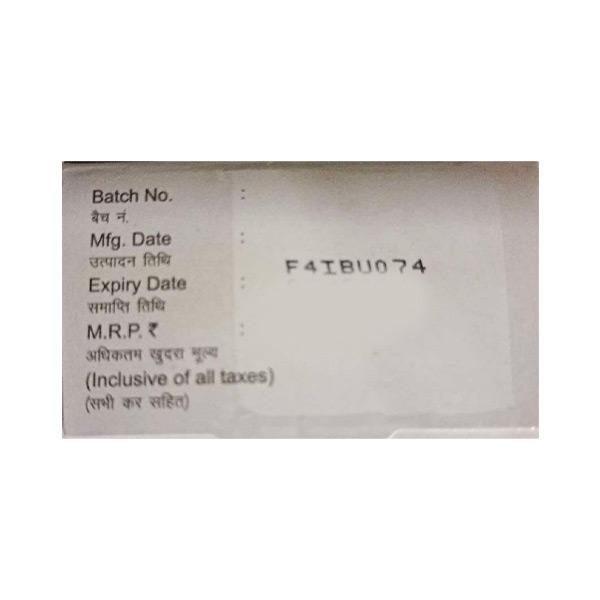 Batch No. :
बैच नं.
Mfg. Date :
उत्पादन तिथि
F4IBU074
Expiry Date :
समाप्ति तिथि
M.R.P. ₹ :
अधिकतम खुदरा मूल्य
(Inclusive of all taxes)
(सभी कर सहित)